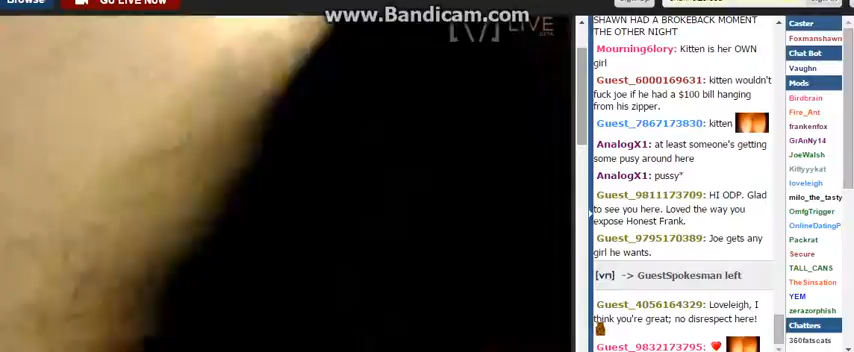 Browse
GO LIVE NOW
www.Bandicam.com
[V] LIVE
SHAWN HAD A BROKEBACK MOMENT
THE OTHER NIGHT
Mourning6lory: Kitten is her OWN
girl
Guest_6000169631: kitten wouldn't
fuck joe if he had a $100 bill hanging
from his zipper.
Guest_7867173830: kitten
AnalogX1: at least someone's getting
some pusy around here
AnalogX1: pussy*
Guest_9811173709: HI ODP. Glad
to see you here. Loved the way you
expose Honest Frank.
Guest_9795170389: Joe gets any
girl he wants.
[vn] -> GuestSpokesman left
Guest_4056164329: Loveleigh, I
think you're great; no disrespect here!
Guest_9832173795:
Caster
Foxmanshawn
Chat Bot
Vaughn
Mods
Birdbrain
Fire_Ant
frankenfox
GrAnNy14
JoeWalsh
Kittyyykat
loveleigh
milo_the_tasty
OmfgTrigger
OnlineDatingP
Packrat
Secure
TALL_CANS
TheSinsation
YEM
zerazorphish
Chatters
360fatscats